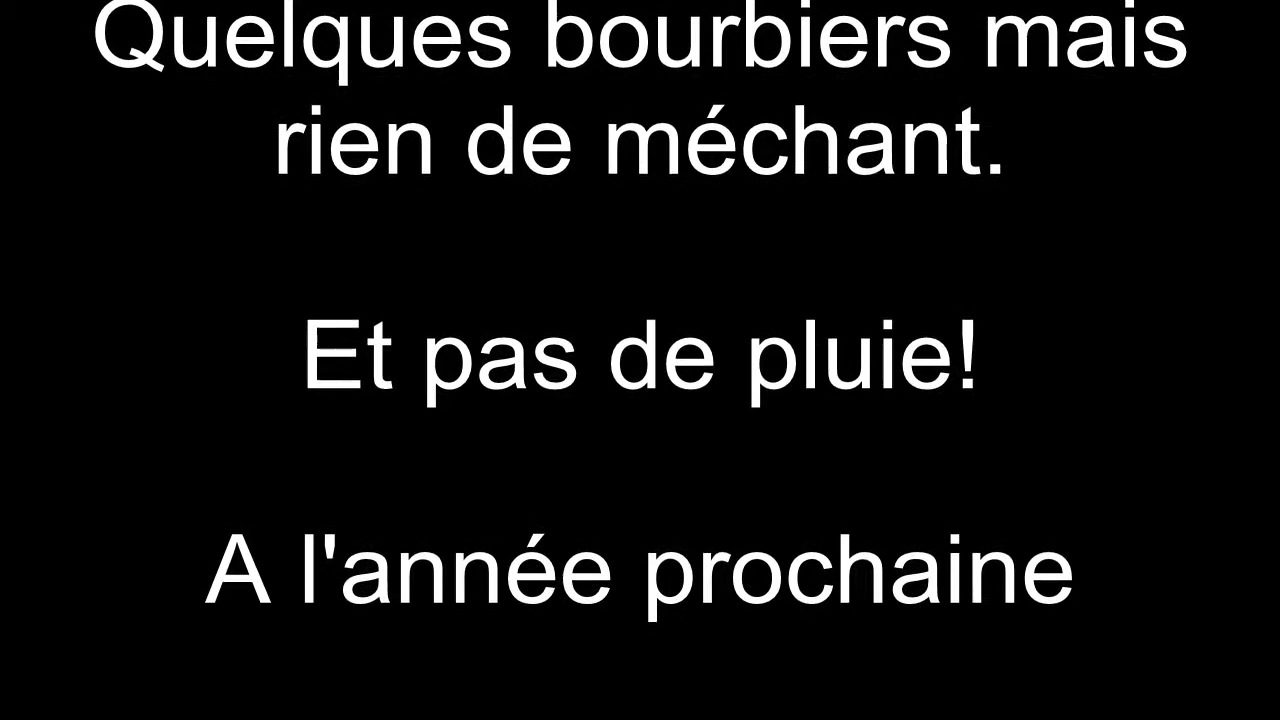 Quelques bourbiers mais
rien de méchant.
Et pas de pluie!
A l'année prochaine